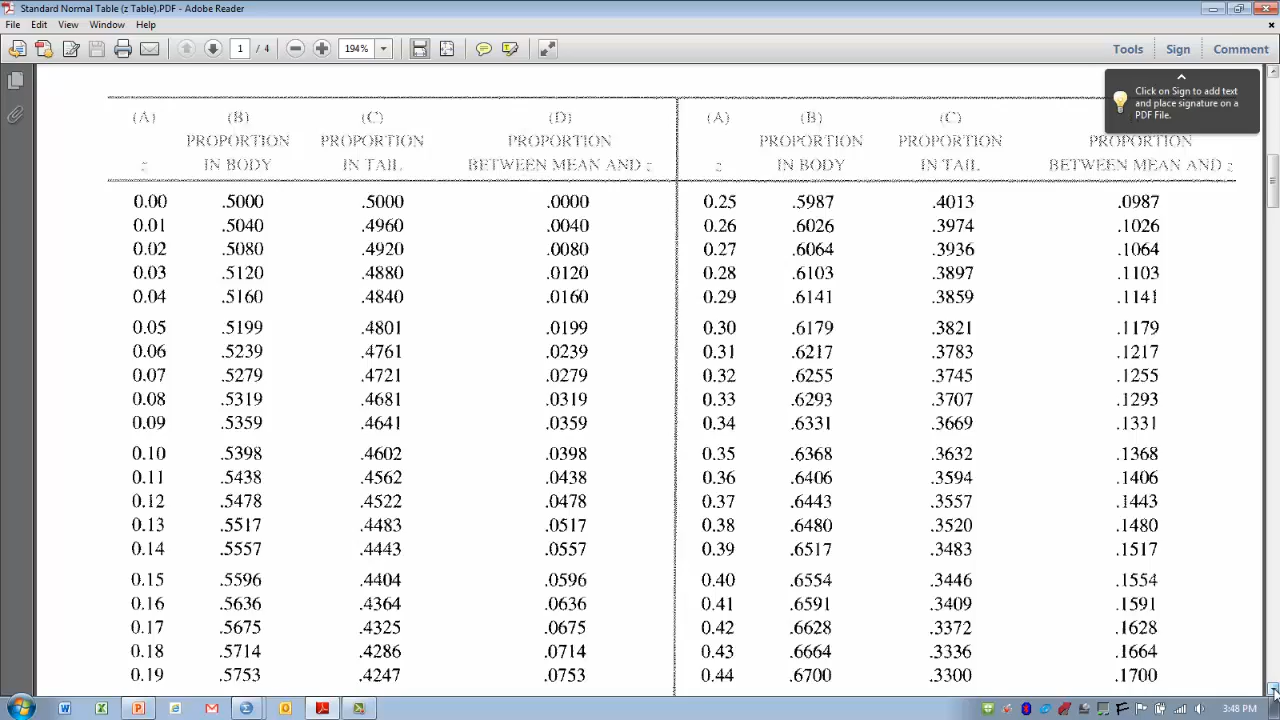 Standard Normal Table (z Table).PDF - Adobe Reader
File Edit View Window Help
1 / 4 194% Tools Sign Comment
Click on Sign to add text
and place signature on a
PDF File.
(A) (B) (C) (D) (A) (B) (C)
PROPORTION PROPORTION PROPORTION PROPORTION PROPORTION PROPORTION
z IN BODY IN TAIL BETWEEN MEAN AND z z IN BODY IN TAIL BETWEEN MEAN AND z
0.00 .5000 .5000 .0000 0.25 .5987 .4013 .0987
0.01 .5040 .4960 .0040 0.26 .6026 .3974 .1026
0.02 .5080 .4920 .0080 0.27 .6064 .3936 .1064
0.03 .5120 .4880 .0120 0.28 .6103 .3897 .1103
0.04 .5160 .4840 .0160 0.29 .6141 .3859 .1141
0.05 .5199 .4801 .0199 0.30 .6179 .3821 .1179
0.06 .5239 .4761 .0239 0.31 .6217 .3783 .1217
0.07 .5279 .4721 .0279 0.32 .6255 .3745 .1255
0.08 .5319 .4681 .0319 0.33 .6293 .3707 .1293
0.09 .5359 .4641 .0359 0.34 .6331 .3669 .1331
0.10 .5398 .4602 .0398 0.35 .6368 .3632 .1368
0.11 .5438 .4562 .0438 0.36 .6406 .3594 .1406
0.12 .5478 .4522 .0478 0.37 .6443 .3557 .1443
0.13 .5517 .4483 .0517 0.38 .6480 .3520 .1480
0.14 .5557 .4443 .0557 0.39 .6517 .3483 .1517
0.15 .5596 .4404 .0596 0.40 .6554 .3446 .1554
0.16 .5636 .4364 .0636 0.41 .6591 .3409 .1591
0.17 .5675 .4325 .0675 0.42 .6628 .3372 .1628
0.18 .5714 .4286 .0714 0.43 .6664 .3336 .1664
0.19 .5753 .4247 .0753 0.44 .6700 .3300 .1700
3:48 PM